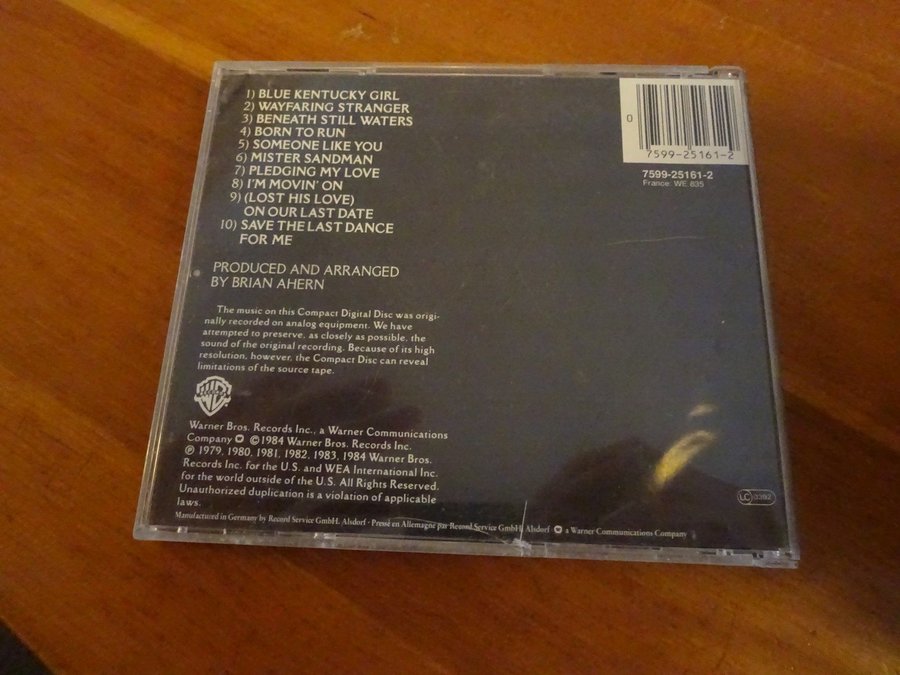 1) BLUE KENTUCKY GIRL
2) WAYFARING STRANGER
3) BENEATH STILL WATERS
4) BORN TO RUN
5) SOMEONE LIKE YOU
6) MISTER SANDMAN
7) PLEDGING MY LOVE
8) I'M MOVIN' ON
9) (LOST HIS LOVE)
ON OUR LAST DATE
10) SAVE THE LAST DANCE
FOR ME
PRODUCED AND ARRANGED
BY BRIAN AHERN
The music on this Compact Digital Disc was origi-
nally recorded on analog equipment. We have
attempted to preserve, as closely as possible, the
sound of the original recording. Because of its high
resolution, however, the Compact Disc can reveal
limitations of the source tape.
Warner Bros. Records Inc., a Warner Communications
Company ©1984 Warner Bros. Records Inc.
℗ 1979, 1980, 1981, 1982, 1983, 1984 Warner Bros.
Records Inc. for the U.S. and WEA International Inc.
for the world outside of the U.S. All Rights Reserved.
Unauthorized duplication is a violation of applicable
laws.
Manufactured in Germany by Record Service GmbH, Alsdorf · Pressé en Allemagne par Record Service GmbH, Alsdorf a Warner Communications Company
0
7599-25161-2
7599-25161-2
France: WE 835
LC 0392